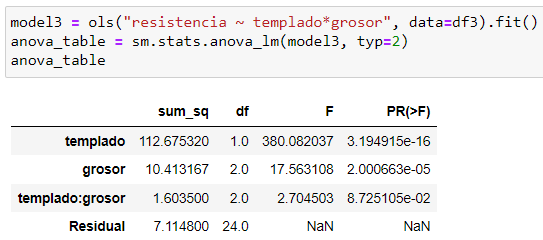 model3 = ols("resistencia ~ templado*grosor", data=df3).fit()
anova_table = sm.stats.anova_lm(model3, typ=2)
anova_table
sum_sq df F PR(>F)
templado 112.675320 1.0 380.082037 3.194915e-16
grosor 10.413167 2.0 17.563108 2.000663e-05
templado:grosor 1.603500 2.0 2.704503 8.725105e-02
Residual 7.114800 24.0 NaN NaN